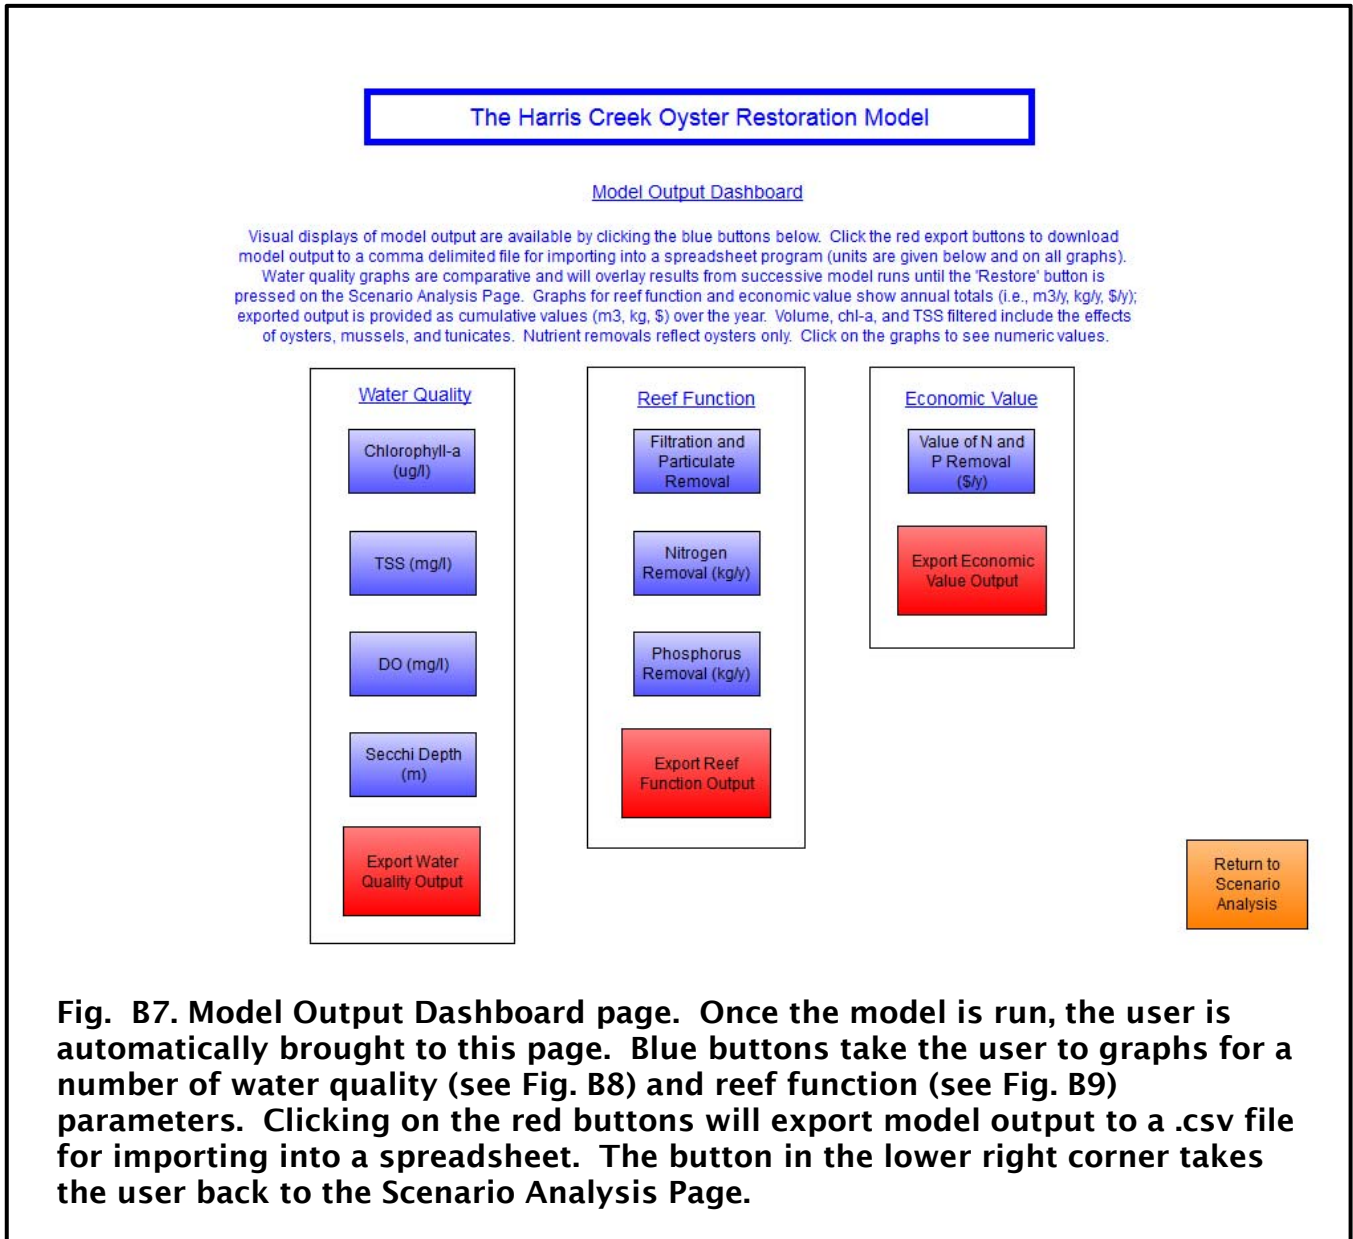 The Harris Creek Oyster Restoration Model
Model Output Dashboard
Visual displays of model output are available by clicking the blue buttons below. Click the red export buttons to download
model output to a comma delimited file for importing into a spreadsheet program (units are given below and on all graphs).
Water quality graphs are comparative and will overlay results from successive model runs until the 'Restore' button is
pressed on the Scenario Analysis Page. Graphs for reef function and economic value show annual totals (i.e., m3/y, kg/y, $/y);
exported output is provided as cumulative values (m3, kg, $) over the year. Volume, chl-a, and TSS filtered include the effects
of oysters, mussels, and tunicates. Nutrient removals reflect oysters only. Click on the graphs to see numeric values.
Water Quality
Chlorophyll-a
(ug/l)
TSS (mg/l)
DO (mg/l)
Secchi Depth
(m)
Export Water
Quality Output
Reef Function
Filtration and
Particulate
Removal
Nitrogen
Removal (kg/y)
Phosphorus
Removal (kg/y)
Export Reef
Function Output
Economic Value
Value of N and
P Removal
($/y)
Export Economic
Value Output
Return to
Scenario
Analysis
Fig. B7. Model Output Dashboard page. Once the model is run, the user is
automatically brought to this page. Blue buttons take the user to graphs for a
number of water quality (see Fig. B8) and reef function (see Fig. B9)
parameters. Clicking on the red buttons will export model output to a .csv file
for importing into a spreadsheet. The button in the lower right corner takes
the user back to the Scenario Analysis Page.